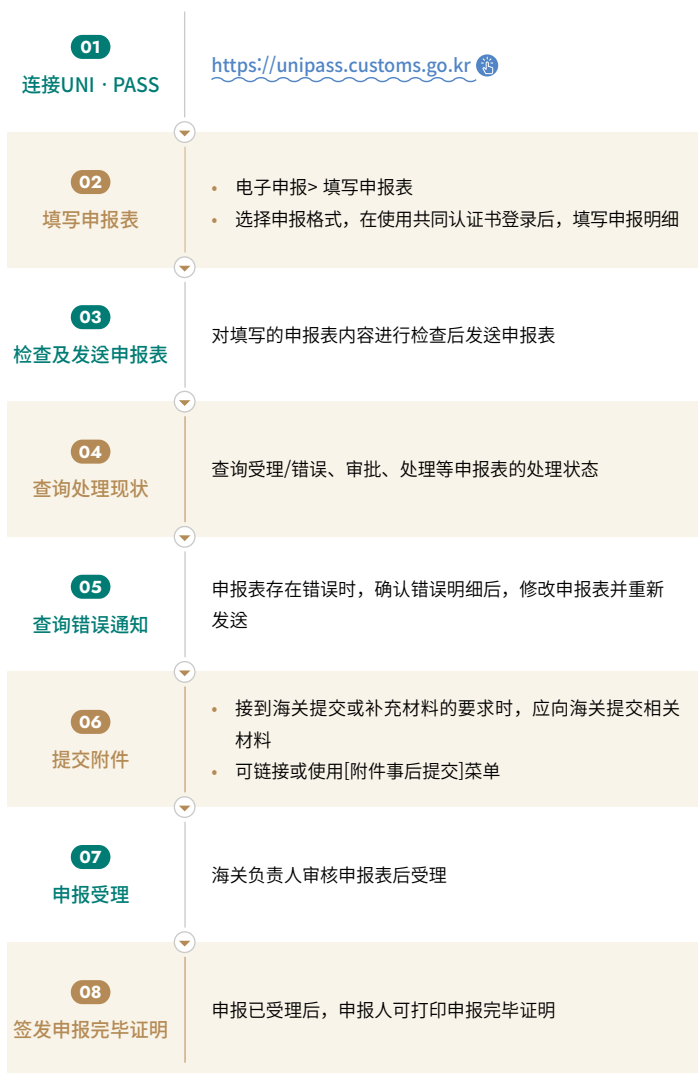 01
连接UNI · PASS
https://unipass.customs.go.kr
02
填写申报表
• 电子申报> 填写申报表
• 选择申报格式，在使用共同认证书登录后，填写申报明细
03
检查及发送申报表
对填写的申报表内容进行检查后发送申报表
04
查询处理现状
查询受理/错误、审批、处理等申报表的处理状态
05
查询错误通知
申报表存在错误时，确认错误明细后，修改申报表并重新
发送
06
提交附件
• 接到海关提交或补充材料的要求时，应向海关提交相关
材料
• 可链接或使用[附件事后提交]菜单
07
申报受理
海关负责人审核申报表后受理
08
签发申报完毕证明
申报已受理后，申报人可打印申报完毕证明